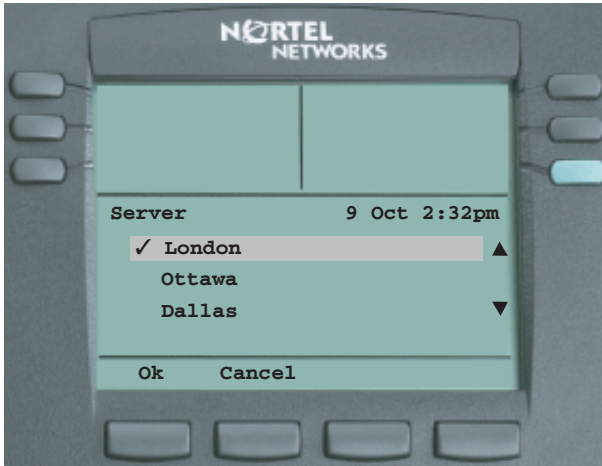 NORTEL
NETWORKS
Server 9 Oct 2:32pm
✓ London ▲
Ottawa
Dallas ▼
Ok Cancel